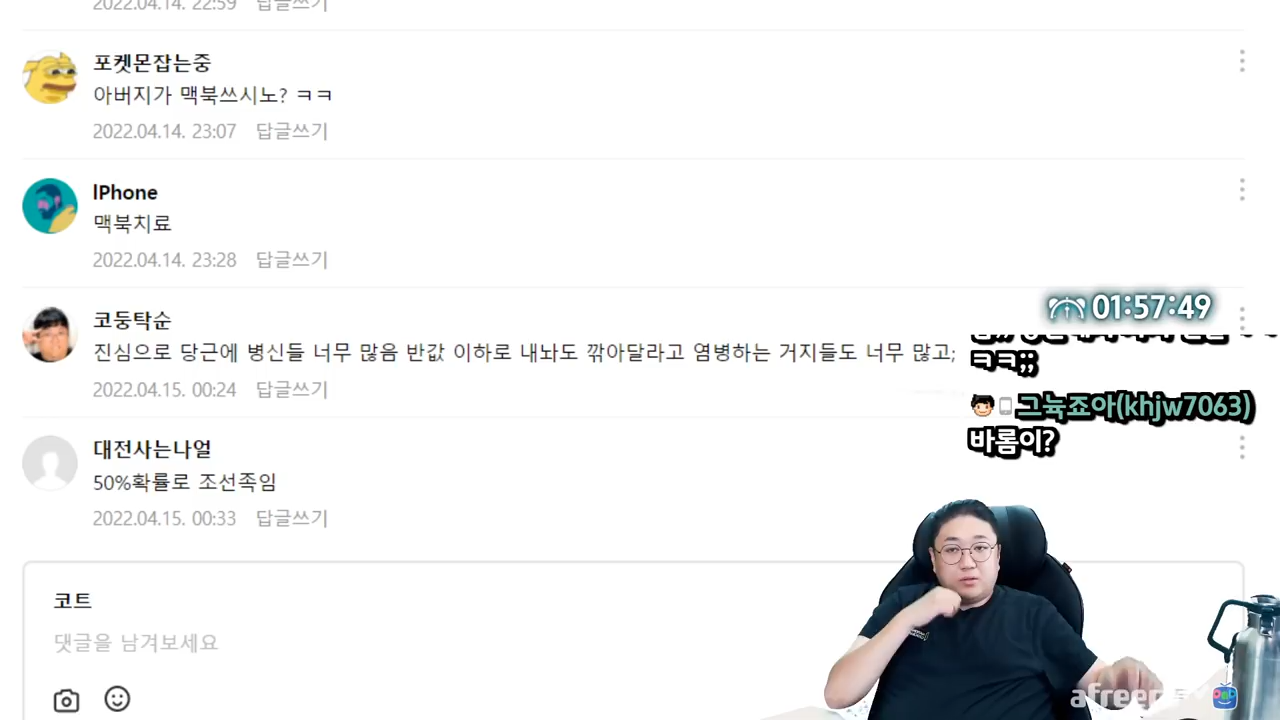 2022.04.14. 22:59 답글쓰기
포켓몬잡는중
아버지가 맥북쓰시노? ㅋㅋ
2022.04.14. 23:07 답글쓰기
lPhone
맥북치료
2022.04.14. 23:28 답글쓰기
01:57:49
코둥탁순
진심으로 당근에 병신들 너무 많음 반값 이하로 내놔도 깎아달라고 염병하는 거지들도 너무 많고;
2022.04.15. 00:24 답글쓰기
ㅋㅋ;;
그눅죠아(khjw7063)
바롬이?
대전사는나얼
50%확률로 조선족임
2022.04.15. 00:33 답글쓰기
코트
댓글을 남겨보세요